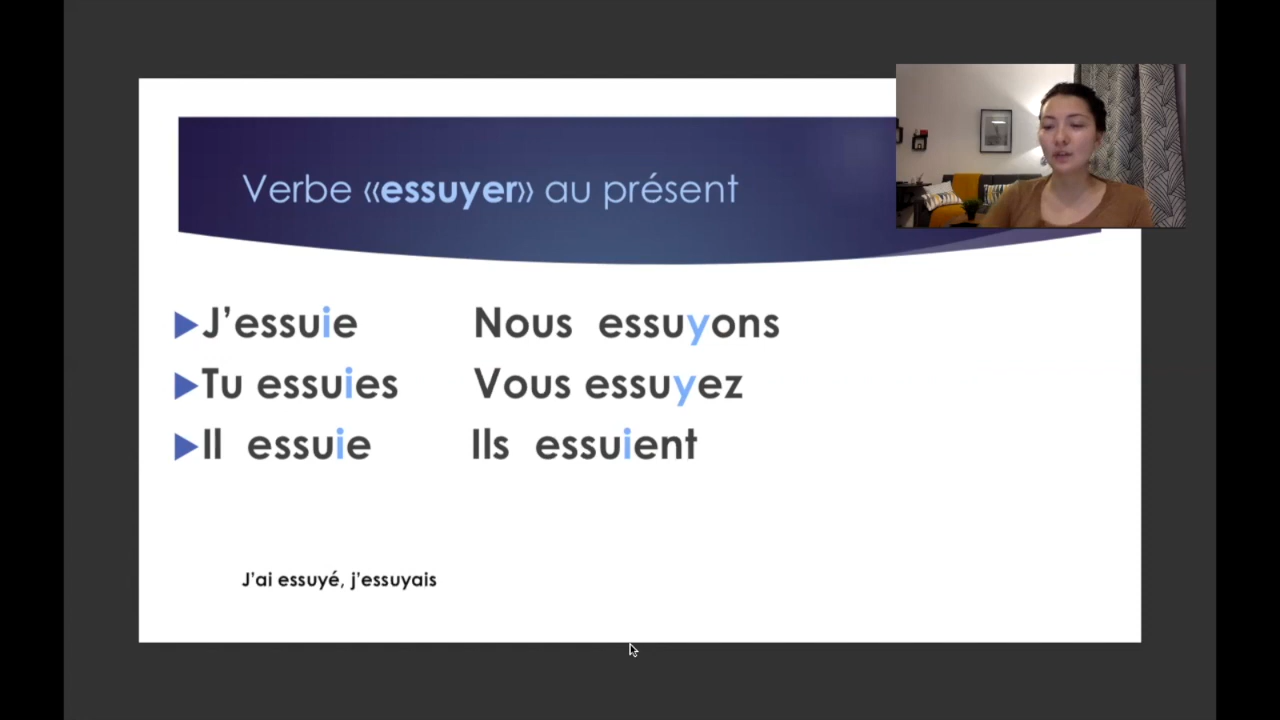 Verbe «essuyer» au présent
J’essuie Nous essuyons
Tu essuies Vous essuyez
Il essuie Ils essuient
J’ai essuyé, j’essuyais